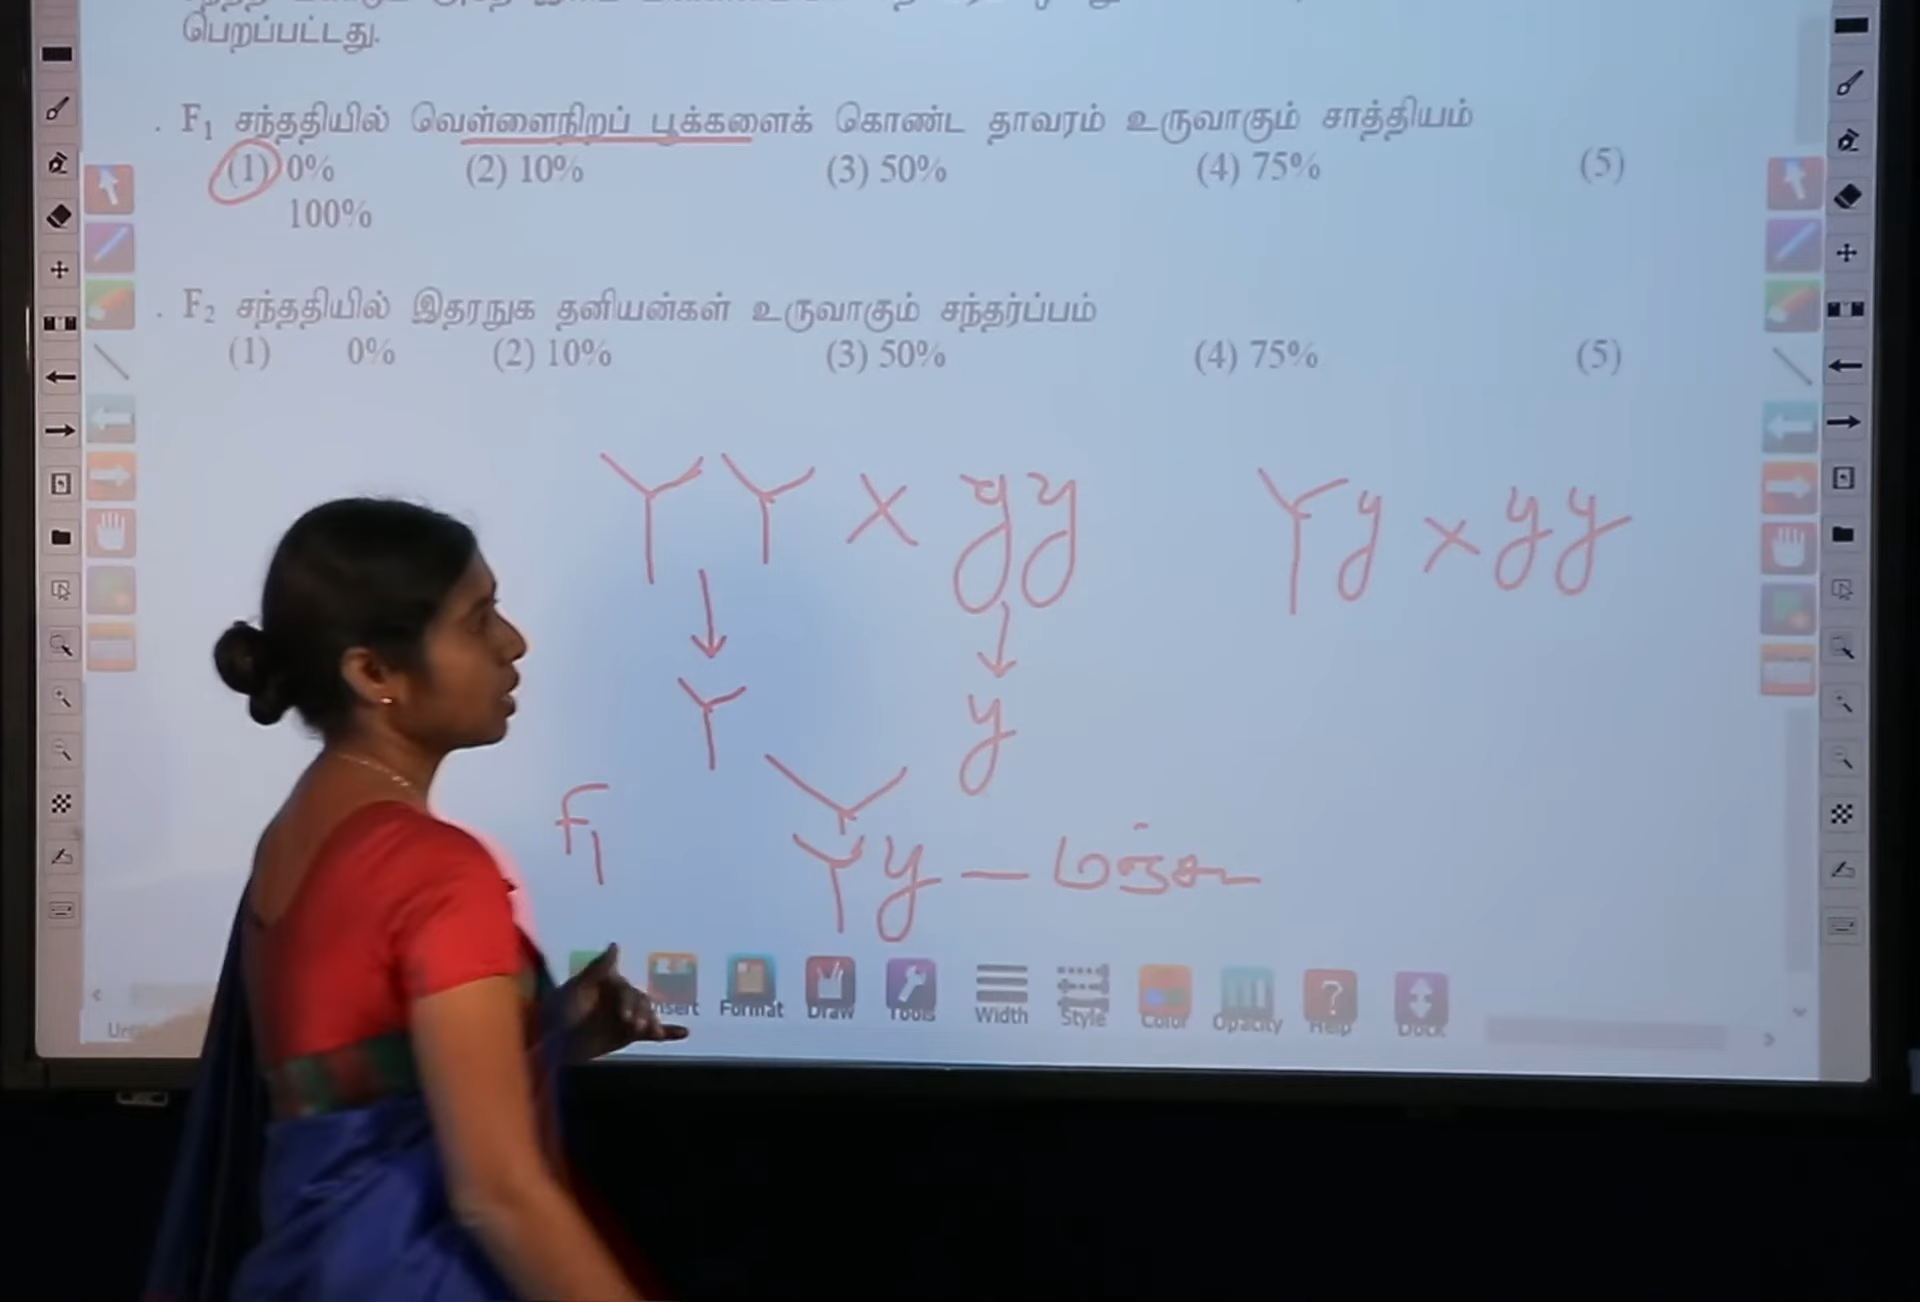 பெறப்பட்டது.
. F₁ சந்ததியில் வெள்ளைநிறப் பூக்களைக் கொண்ட தாவரம் உருவாகும் சாத்தியம்
(1) 0% (2) 10% (3) 50% (4) 75% (5)
100%
. F₂ சந்ததியில் இதரநுக தனியன்கள் உருவாகும் சந்தர்ப்பம்
(1) 0% (2) 10% (3) 50% (4) 75% (5)
YY x yy Yy x yy
Y y
F₁ Yy — மஞ்சள்
Insert Format Draw Tools Width Style Color Opacity Help Dock